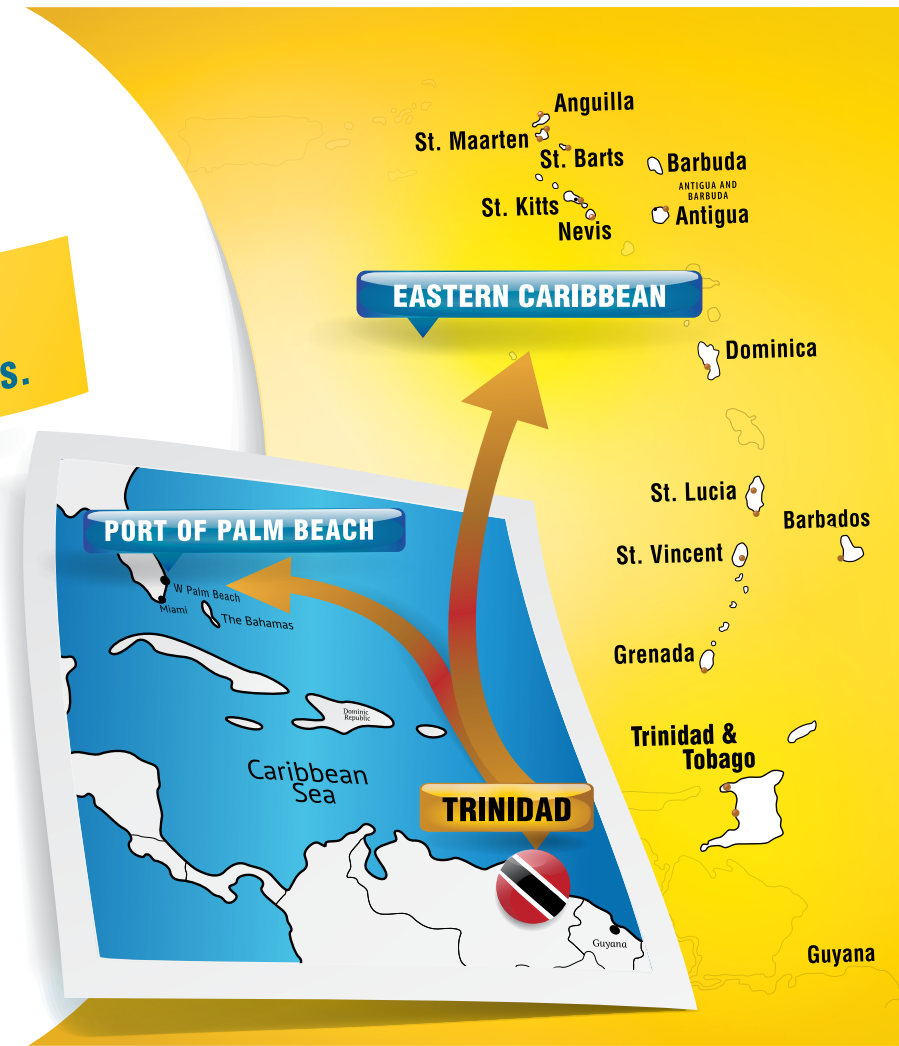 Anguilla
St. Maarten
St. Barts
Barbuda
ANTIGUA AND
BARBUDA
St. Kitts
Antigua
Nevis
EASTERN CARIBBEAN
Dominica
s.
St. Lucia
Barbados
PORT OF PALM BEACH
St. Vincent
W Palm Beach
Miami
The Bahamas
Grenada
Dominic
Republic
Trinidad &
Tobago
Caribbean
Sea
TRINIDAD
Guyana
Guyana